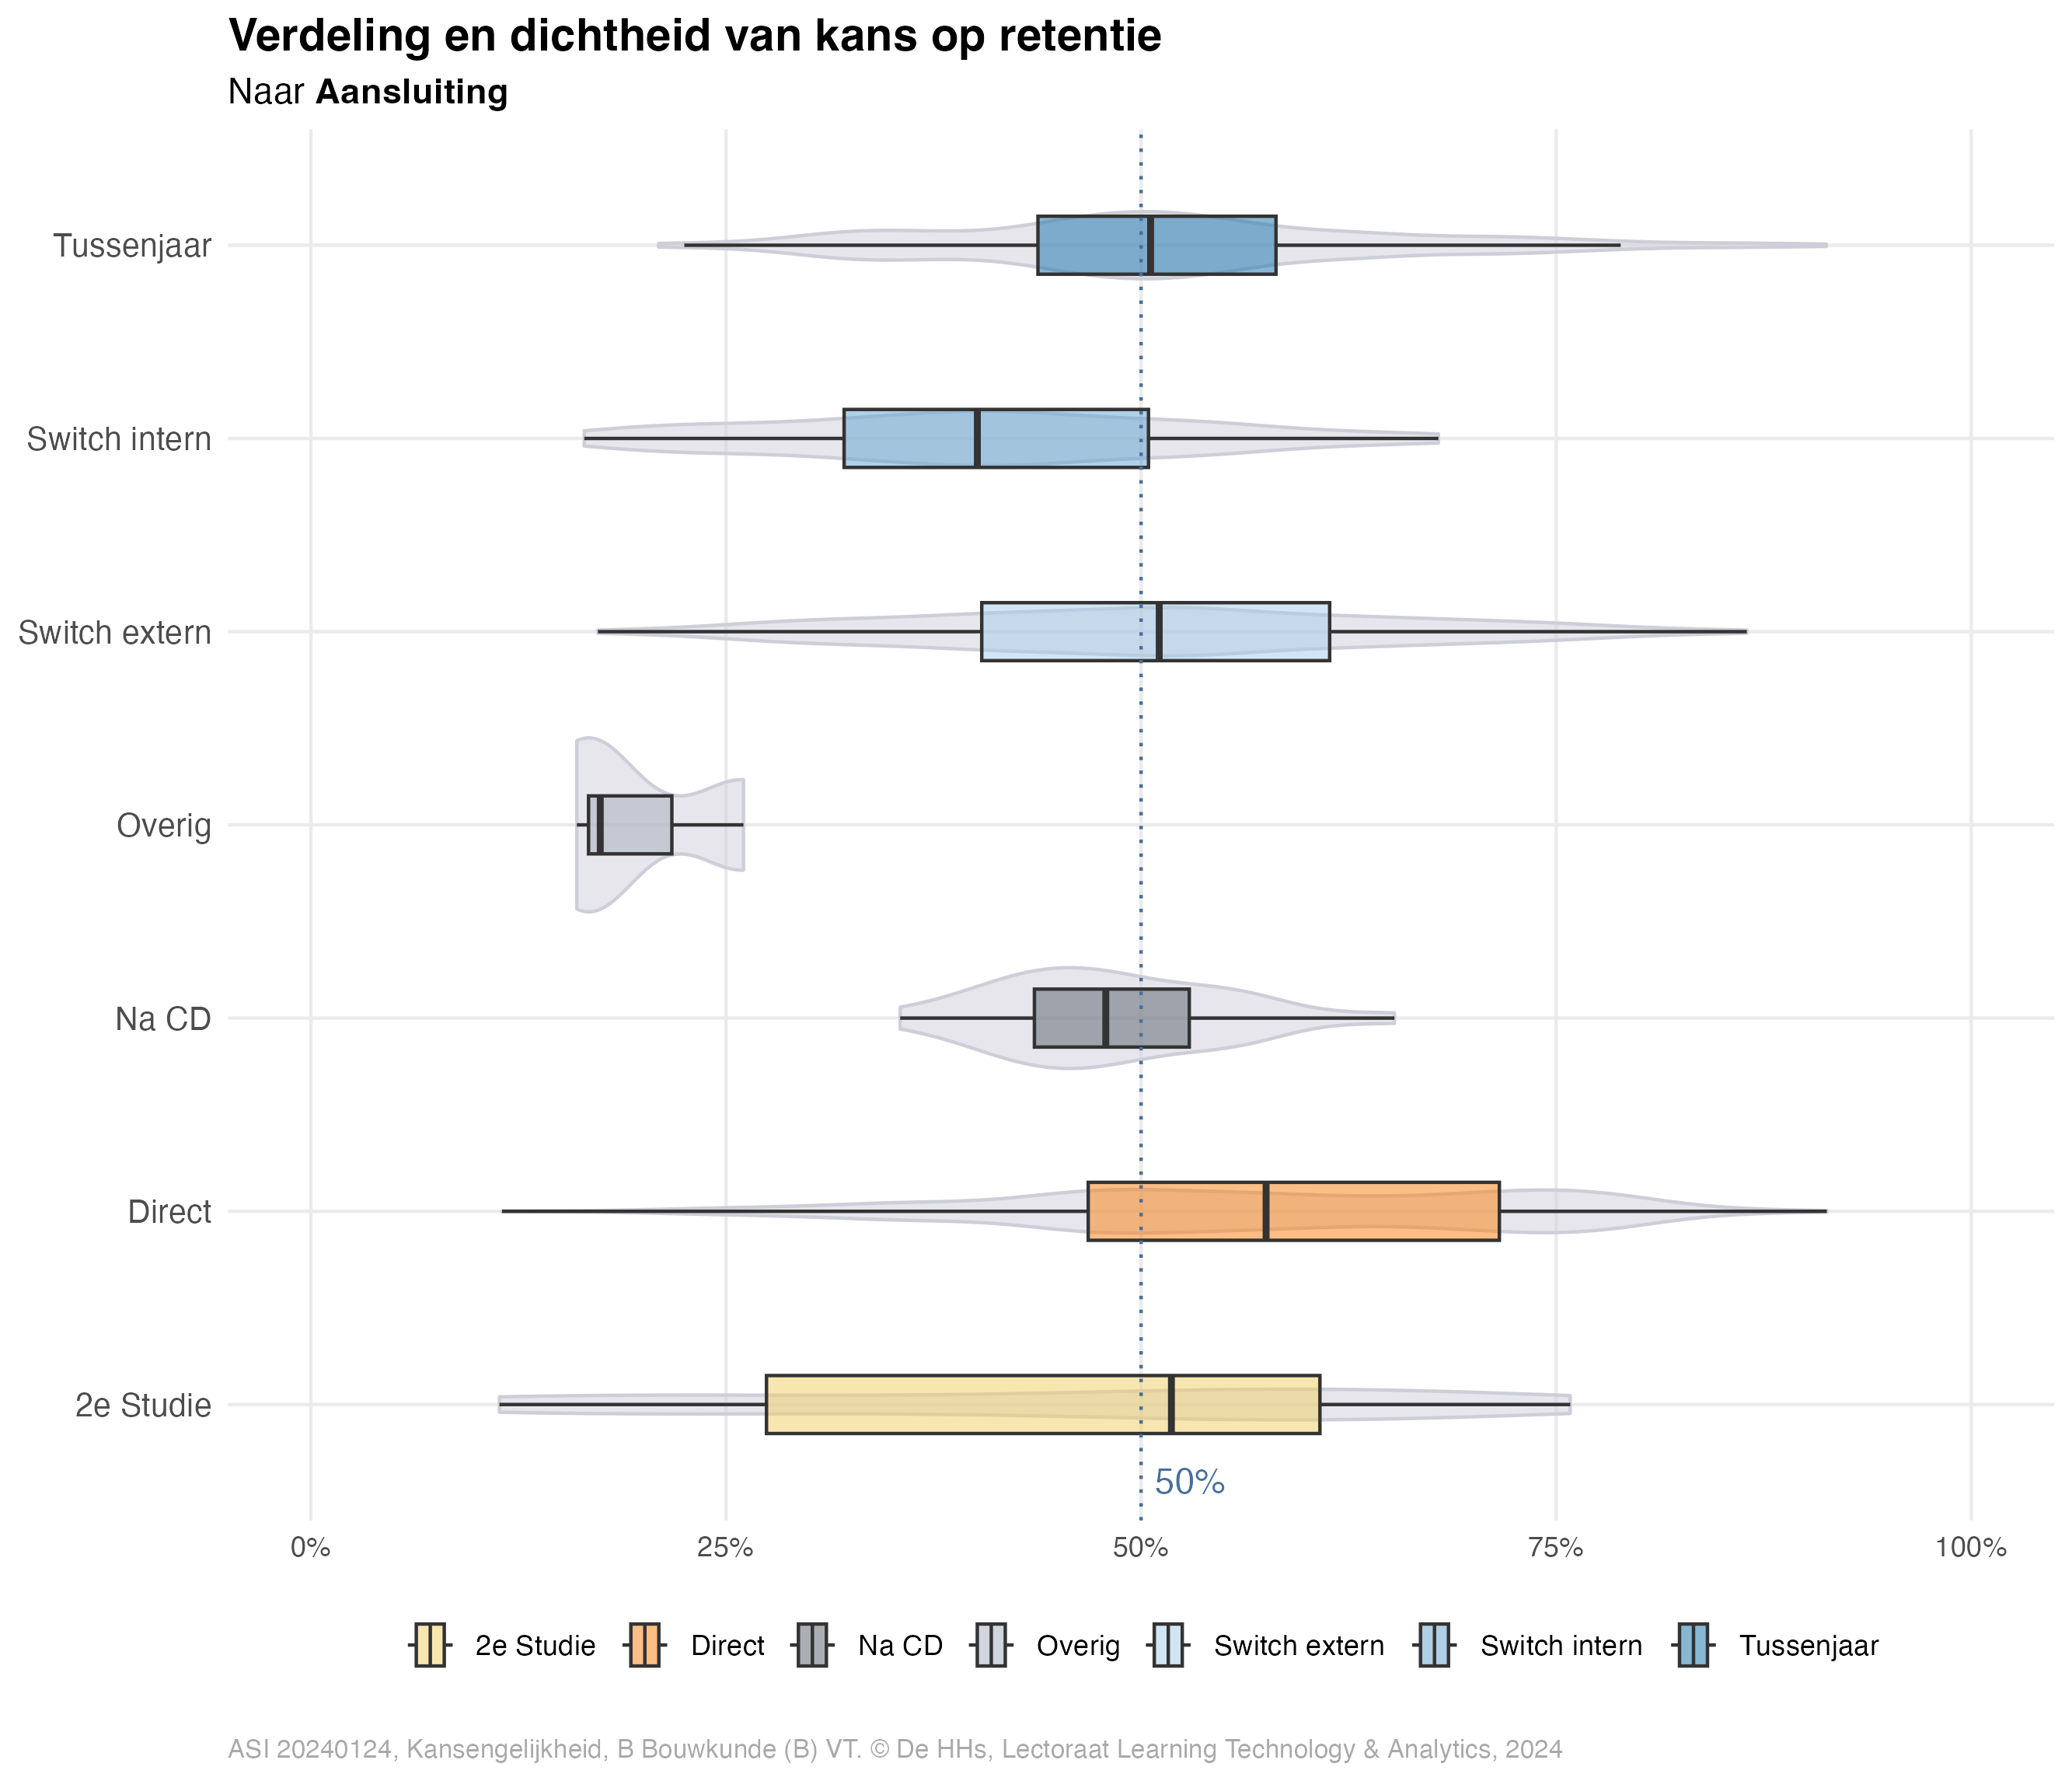 Verdeling en dichtheid van kans op retentie
Naar Aansluiting
Tussenjaar
Switch intern
Switch extern
Overig
Na CD
Direct
2e Studie
50%
0% 25% 50% 75% 100%
2e Studie Direct Na CD Overig Switch extern Switch intern Tussenjaar
ASI 20240124, Kansengelijkheid, B Bouwkunde (B) VT. © De HHs, Lectoraat Learning Technology & Analytics, 2024